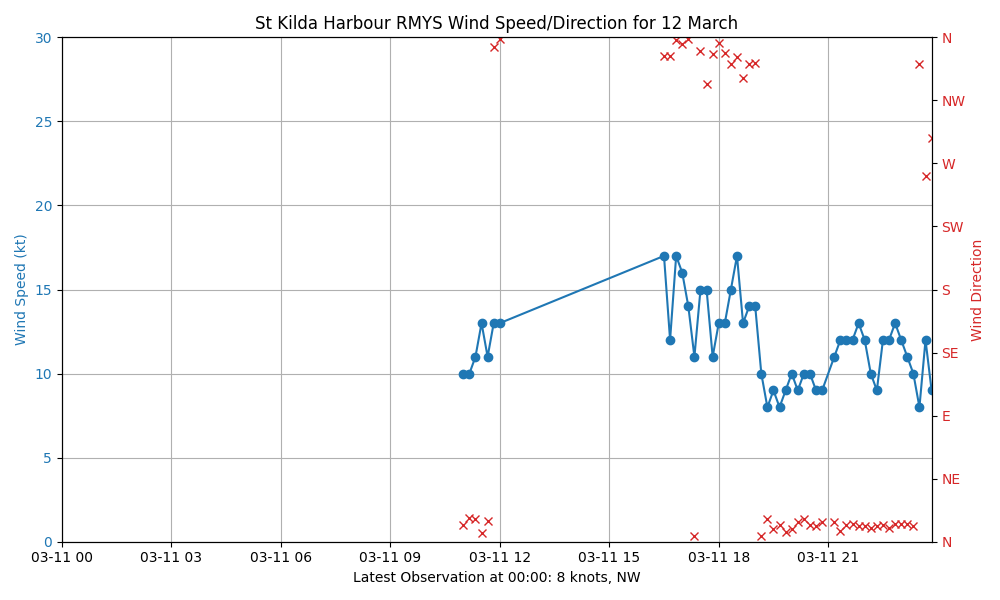 St Kilda Harbour RMYS Wind Speed/Direction for 12 March
30
25
20
15
10
5
0
Wind Speed (kt)
N
NW
W
SW
S
SE
E
NE
N
Wind Direction
03-11 00
03-11 03
03-11 06
03-11 09
03-11 12
03-11 15
03-11 18
03-11 21
Latest Observation at 00:00: 8 knots, NW